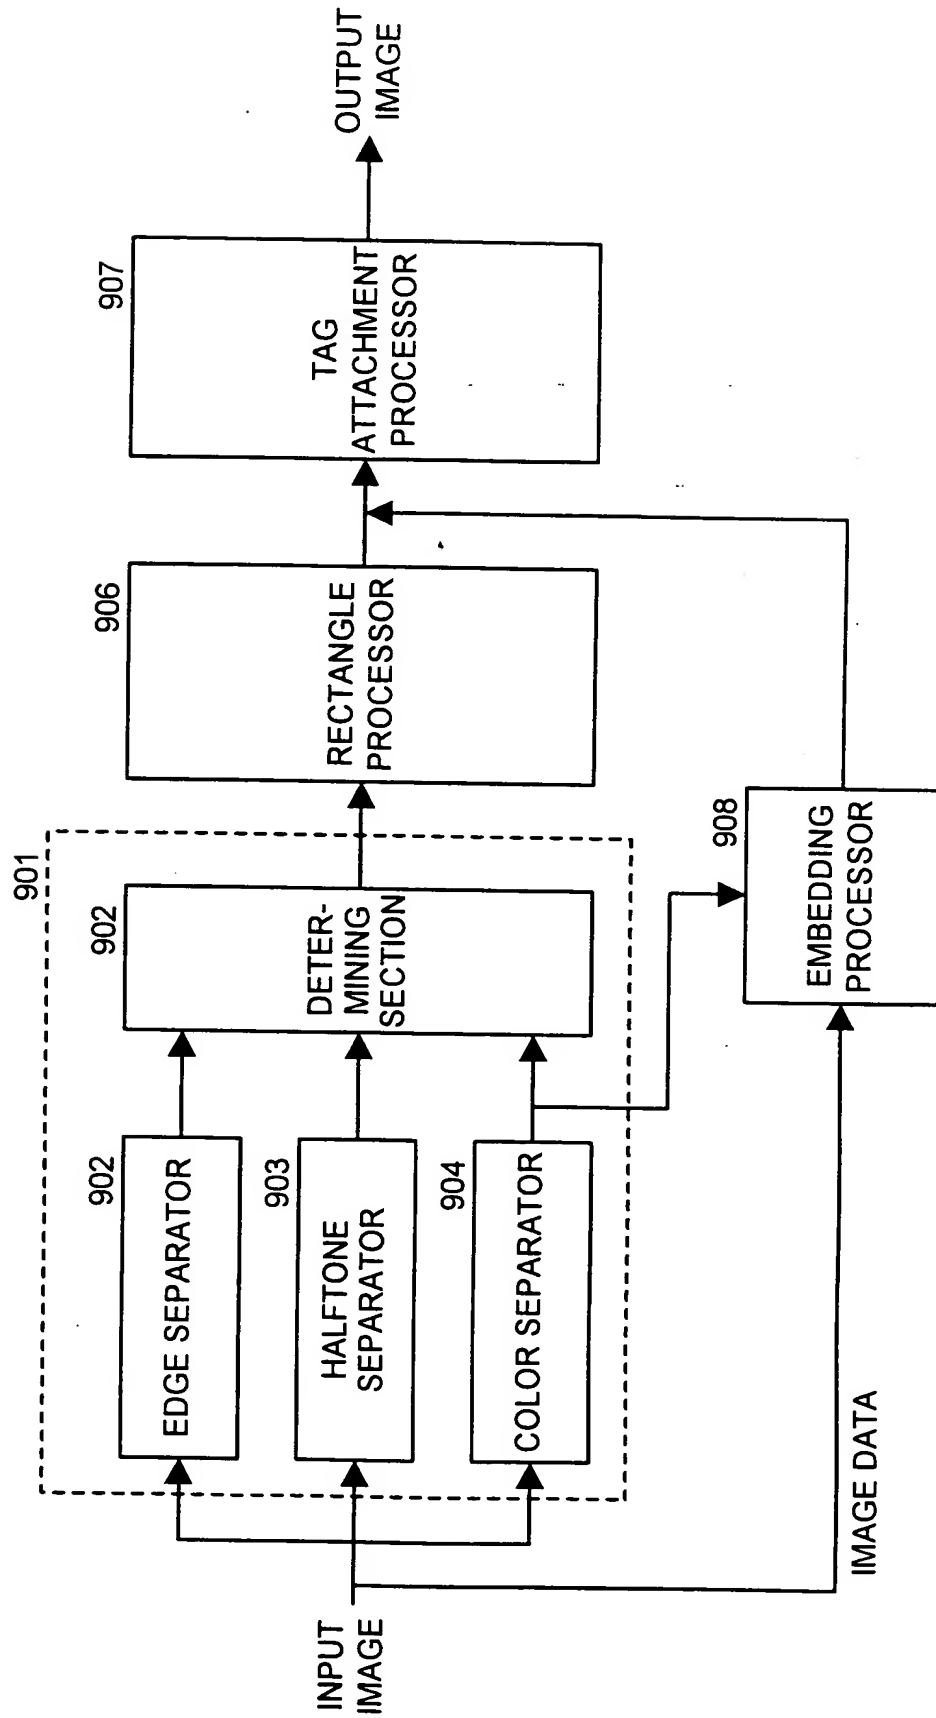 INPUT
IMAGE
901
902
EDGE SEPARATOR
903
HALFTONE
SEPARATOR
904
COLOR SEPARATOR
902
DETER-
MINING
SECTION
906
RECTANGLE
PROCESSOR
907
TAG
ATTACHMENT
PROCESSOR
OUTPUT
IMAGE
IMAGE DATA
908
EMBEDDING
PROCESSOR